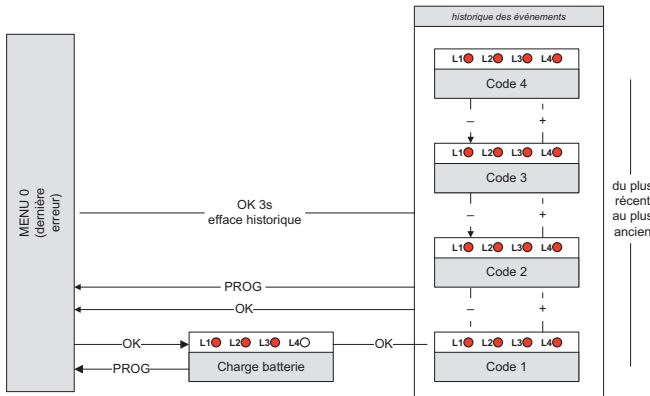 historique des événements
L1 L2 L3 L4
Code 4
– +
L1 L2 L3 L4
Code 3
– +
L1 L2 L3 L4
Code 2
– +
L1 L2 L3 L4
Code 1
du plus
récent
au plus
ancien
MENU 0
(dernière
erreur)
OK 3s
efface historique
PROG
OK
OK
L1 L2 L3 L4
Charge batterie
OK
PROG